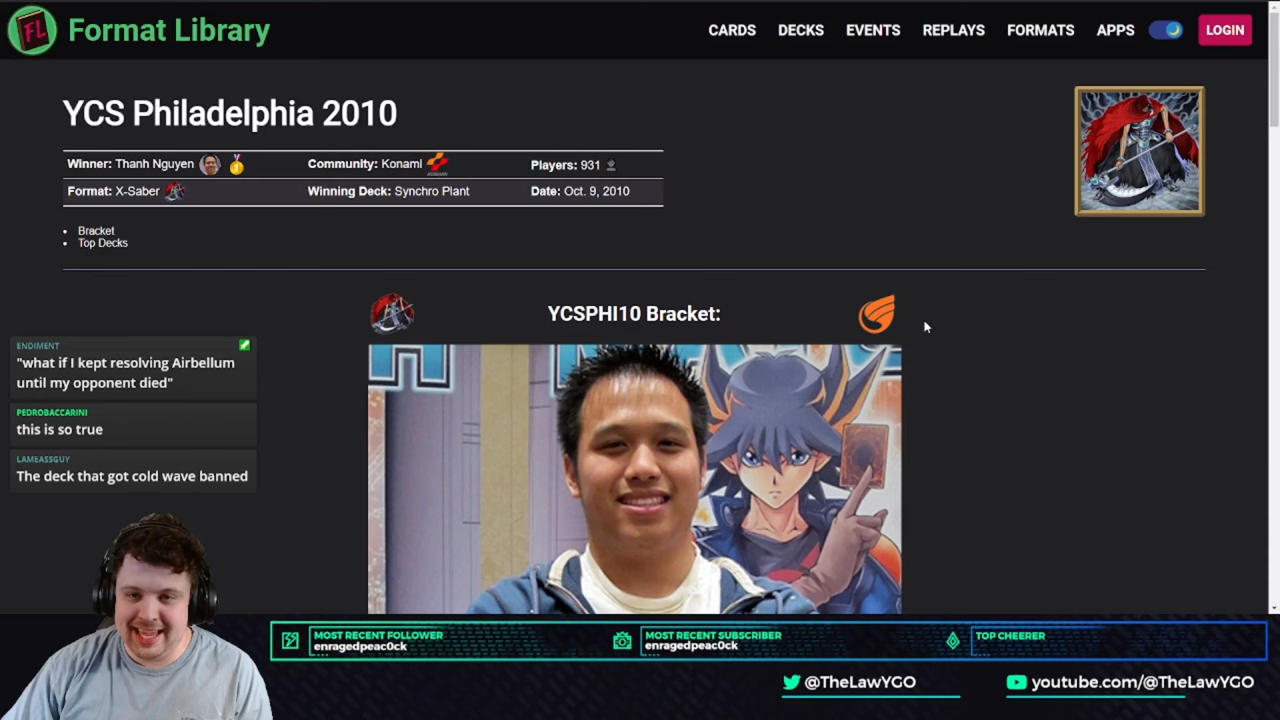 Format Library
CARDS DECKS EVENTS REPLAYS FORMATS APPS LOGIN
YCS Philadelphia 2010
Winner: Thanh Nguyen Community: Konami Players: 931
Format: X-Saber Winning Deck: Synchro Plant Date: Oct. 9, 2010
Bracket
Top Decks
YCSPHI10 Bracket:
ENDIMENT
"what if I kept resolving Airbellum
until my opponent died"
PEDROBACCARINI
this is so true
LAMEASSGUY
The deck that got cold wave banned
MOST RECENT FOLLOWER
enragedpeac0ck
MOST RECENT SUBSCRIBER
enragedpeac0ck
TOP CHEERER
@TheLawYGO
youtube.com/@TheLawYGO